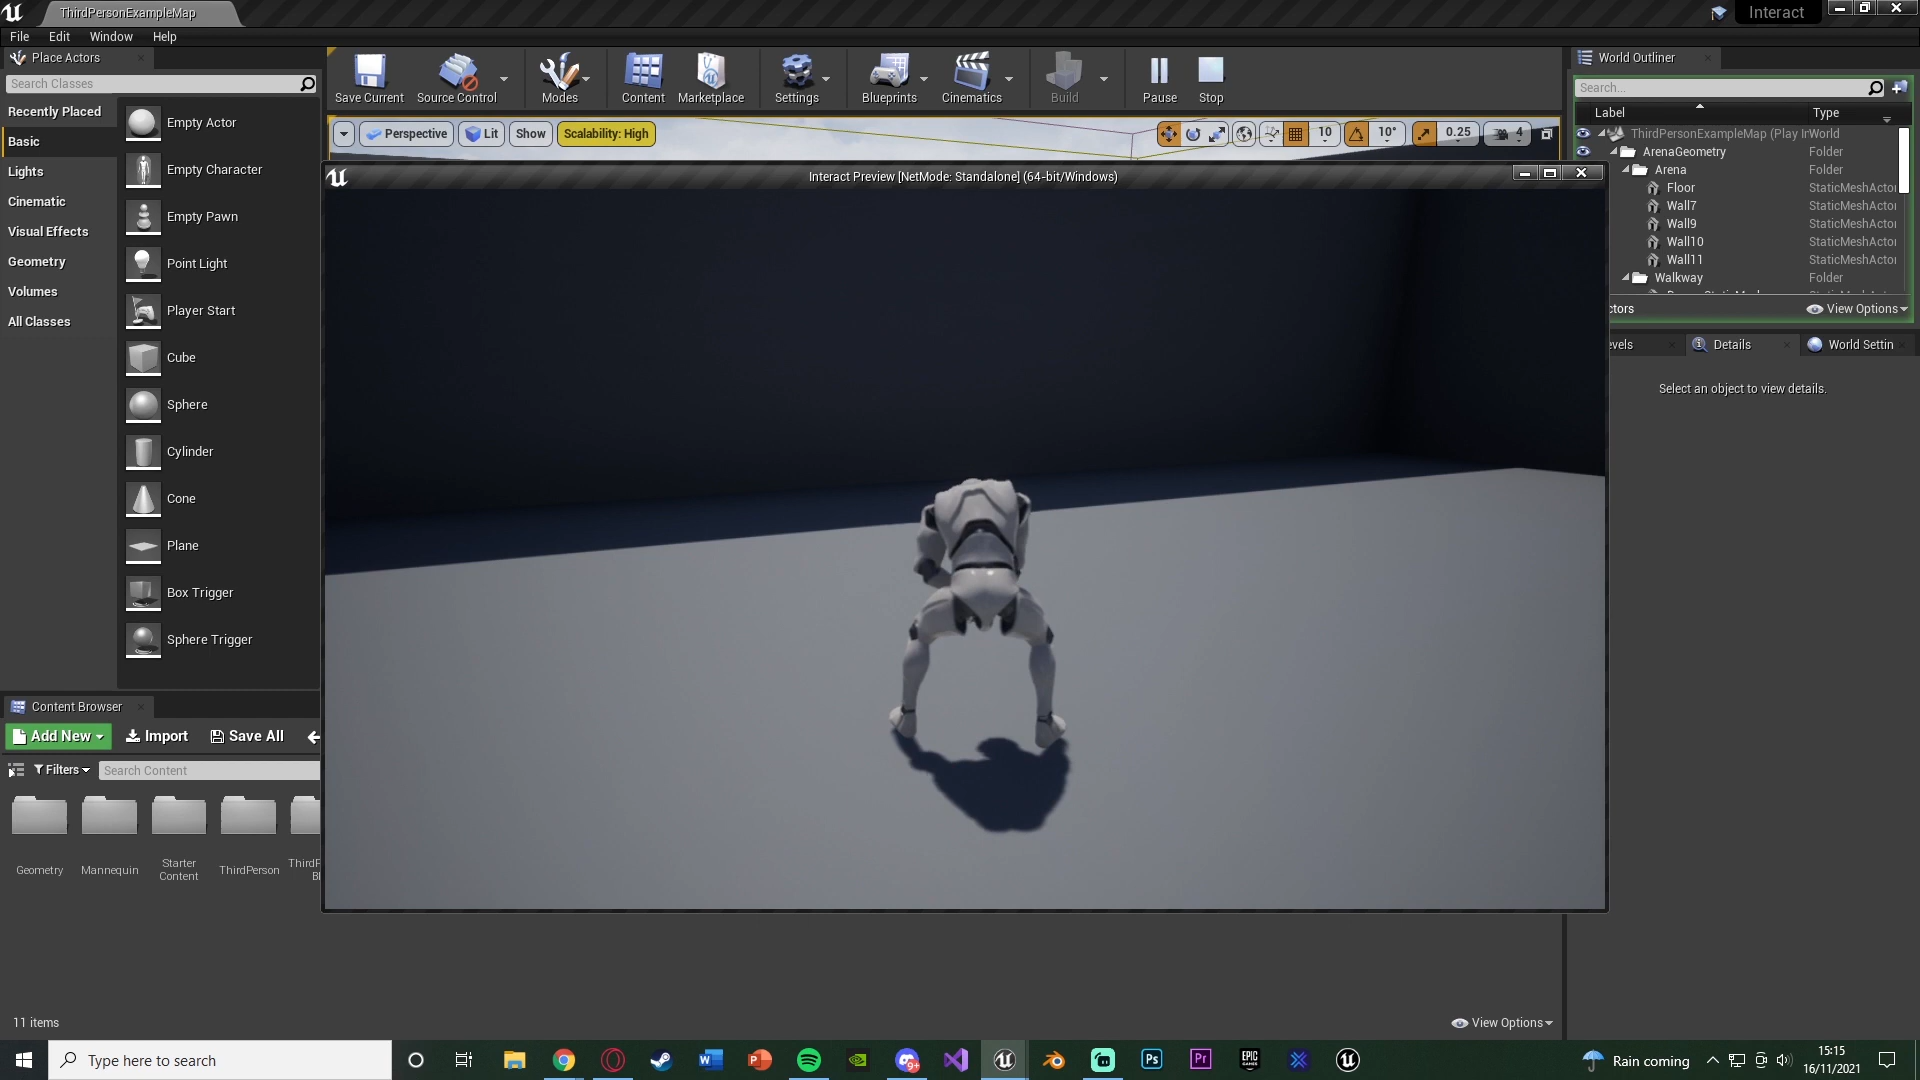 ThirdPersonExampleMap
Interact
File Edit Window Help
Place Actors
Search Classes
Recently Placed
Basic
Lights
Cinematic
Visual Effects
Geometry
Volumes
All Classes
Empty Actor
Empty Character
Empty Pawn
Point Light
Player Start
Cube
Sphere
Cylinder
Cone
Plane
Box Trigger
Sphere Trigger
Save Current Source Control Modes Content Marketplace Settings Blueprints Cinematics Build Pause Stop
Perspective Lit Show Scalability: High 10 10° 0.25 4
Interact Preview [NetMode: Standalone] (64-bit/Windows)
World Outliner
Search...
Label Type
ThirdPersonExampleMap (Play In World
ArenaGeometry Folder
Arena Folder
Floor StaticMeshActor
Wall7 StaticMeshActor
Wall9 StaticMeshActor
Wall10 StaticMeshActor
Wall11 StaticMeshActor
Walkway Folder
ctors View Options
evels Details World Settin
Select an object to view details.
Content Browser
Add New Import Save All
Filters Search Content
Geometry
Mannequin
Starter
Content
ThirdPerson
ThirdP
Bl
11 items
View Options
Type here to search
9+
Ps
Pr
EPIC
GAMES
Rain coming
15:15
16/11/2021